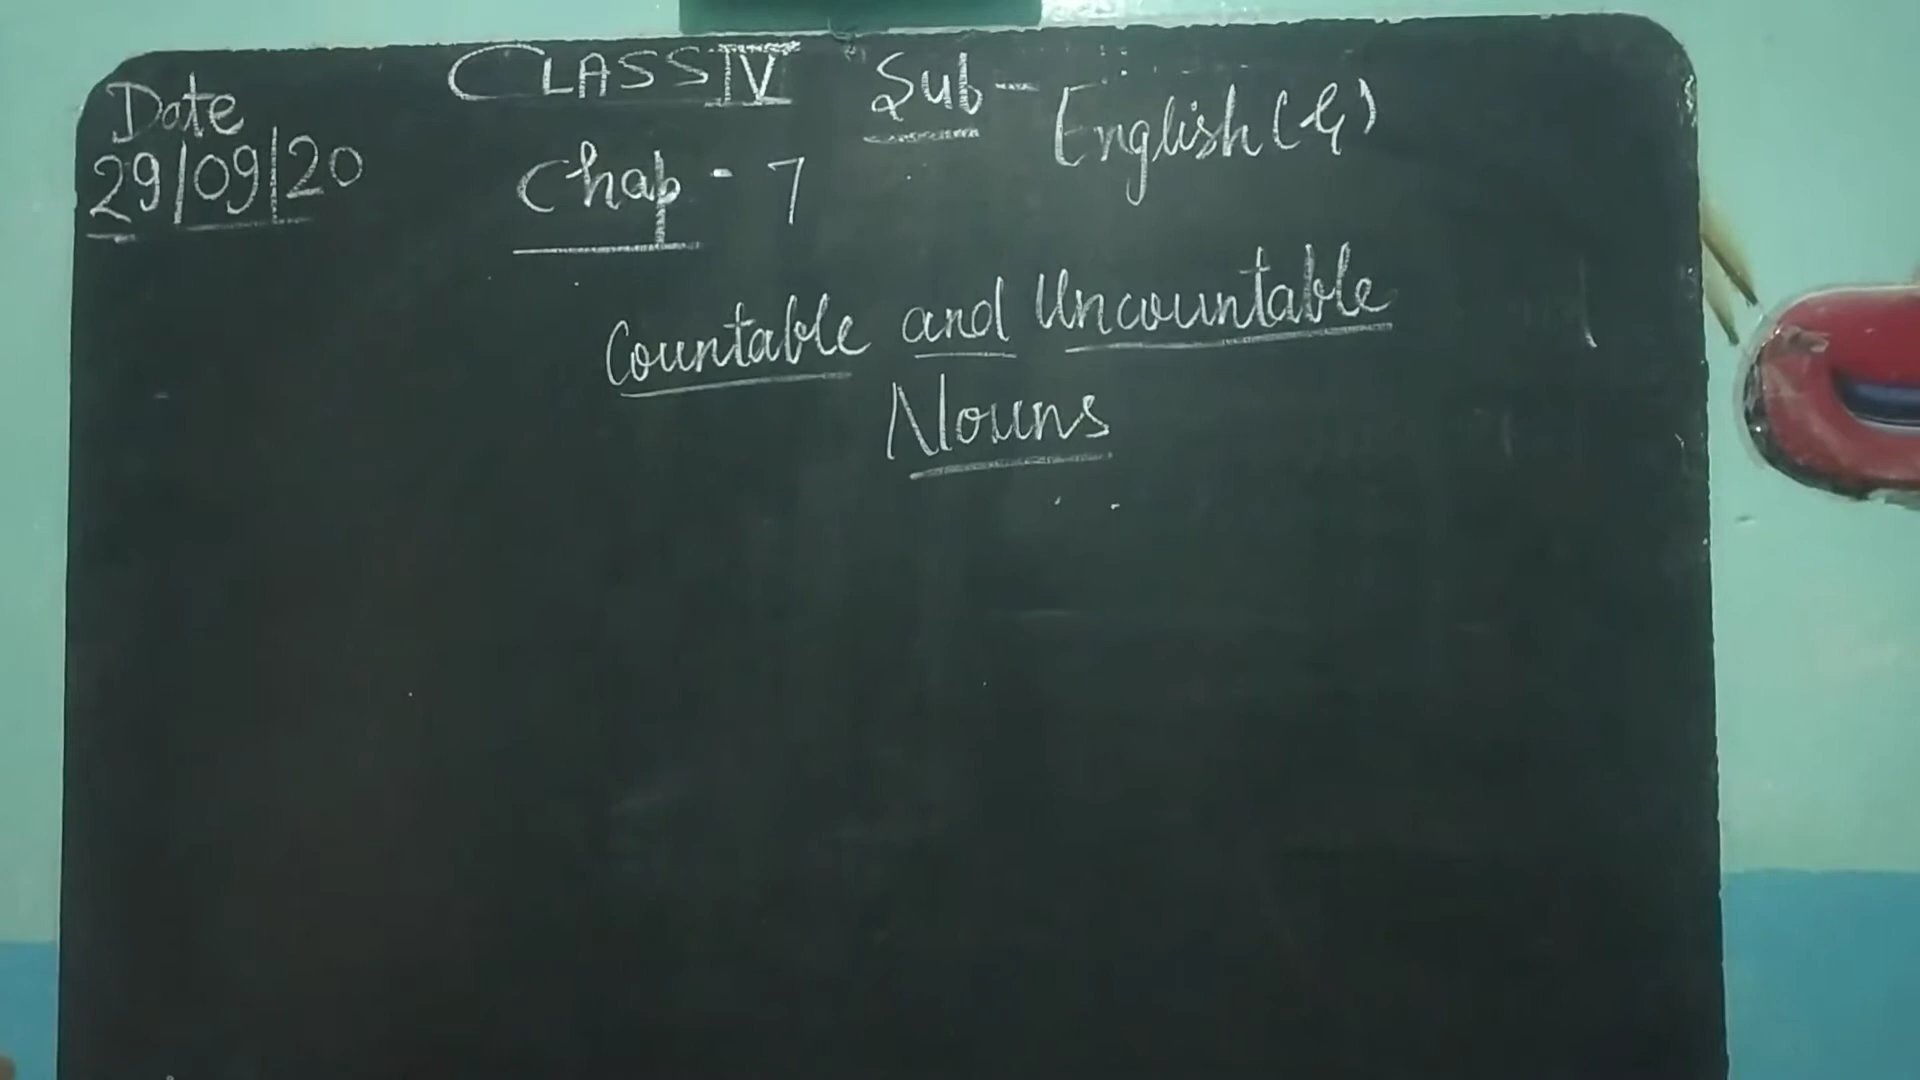 CLASS IV Sub- English (G)
Date
29/09/20
Chap - 7
Countable and Uncountable
Nouns